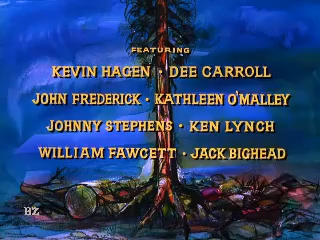 FEATURING
KEVIN HAGEN · DEE CARROLL
JOHN FREDERICK · KATHLEEN O'MALLEY
JOHNNY STEPHENS · KEN LYNCH
WILLIAM FAWCETT · JACK BIGHEAD